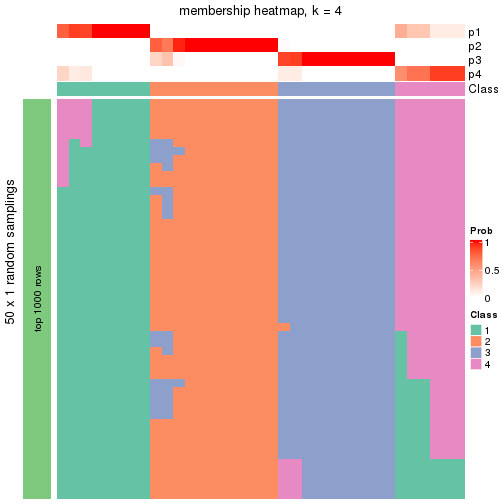 membership heatmap, k = 4
p1
p2
p3
p4
Class
50 x 1 random samplings
top 1000 rows
Prob
1
0.5
0
Class
1
2
3
4